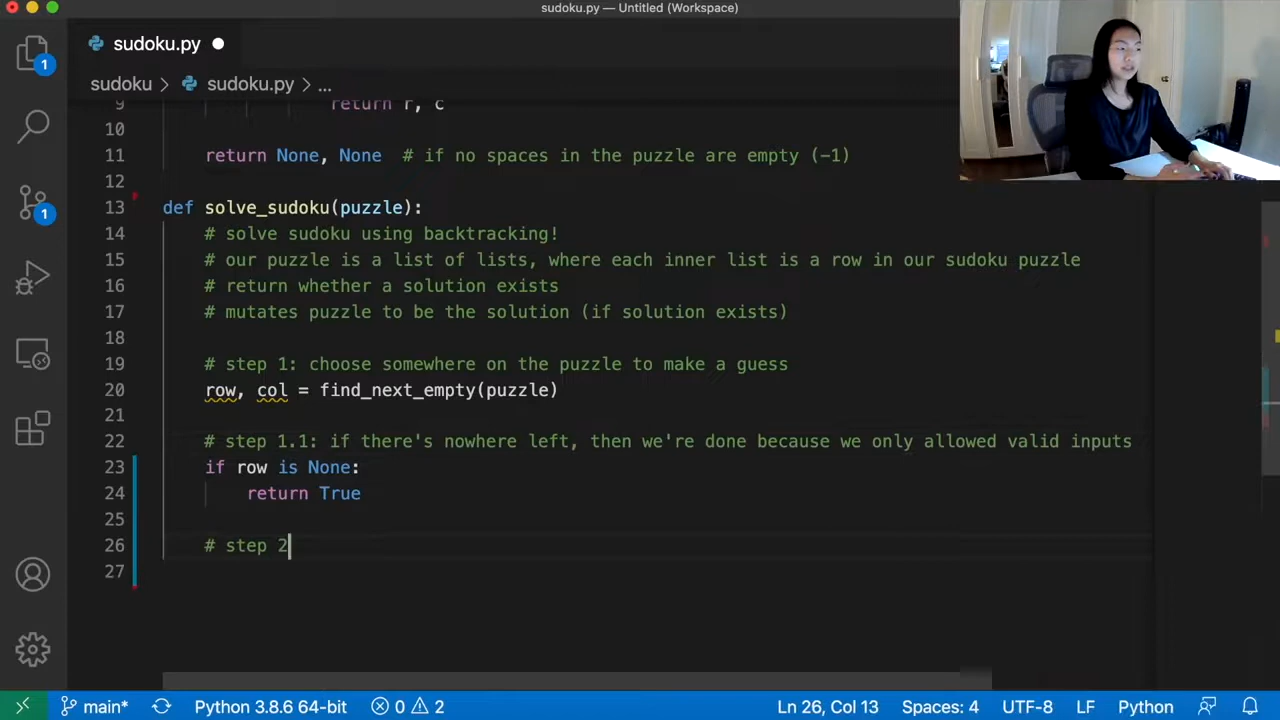 sudoku.py — Untitled (Workspace)
sudoku.py
1
sudoku > sudoku.py > ...
9 return r, c
10
11 return None, None # if no spaces in the puzzle are empty (-1)
12
13 def solve_sudoku(puzzle):
14 # solve sudoku using backtracking!
15 # our puzzle is a list of lists, where each inner list is a row in our sudoku puzzle
16 # return whether a solution exists
17 # mutates puzzle to be the solution (if solution exists)
18
19 # step 1: choose somewhere on the puzzle to make a guess
20 row, col = find_next_empty(puzzle)
21
22 # step 1.1: if there's nowhere left, then we're done because we only allowed valid inputs
23 if row is None:
24 return True
25
26 # step 2
27
1
main* Python 3.8.6 64-bit 0 2 Ln 26, Col 13 Spaces: 4 UTF-8 LF Python